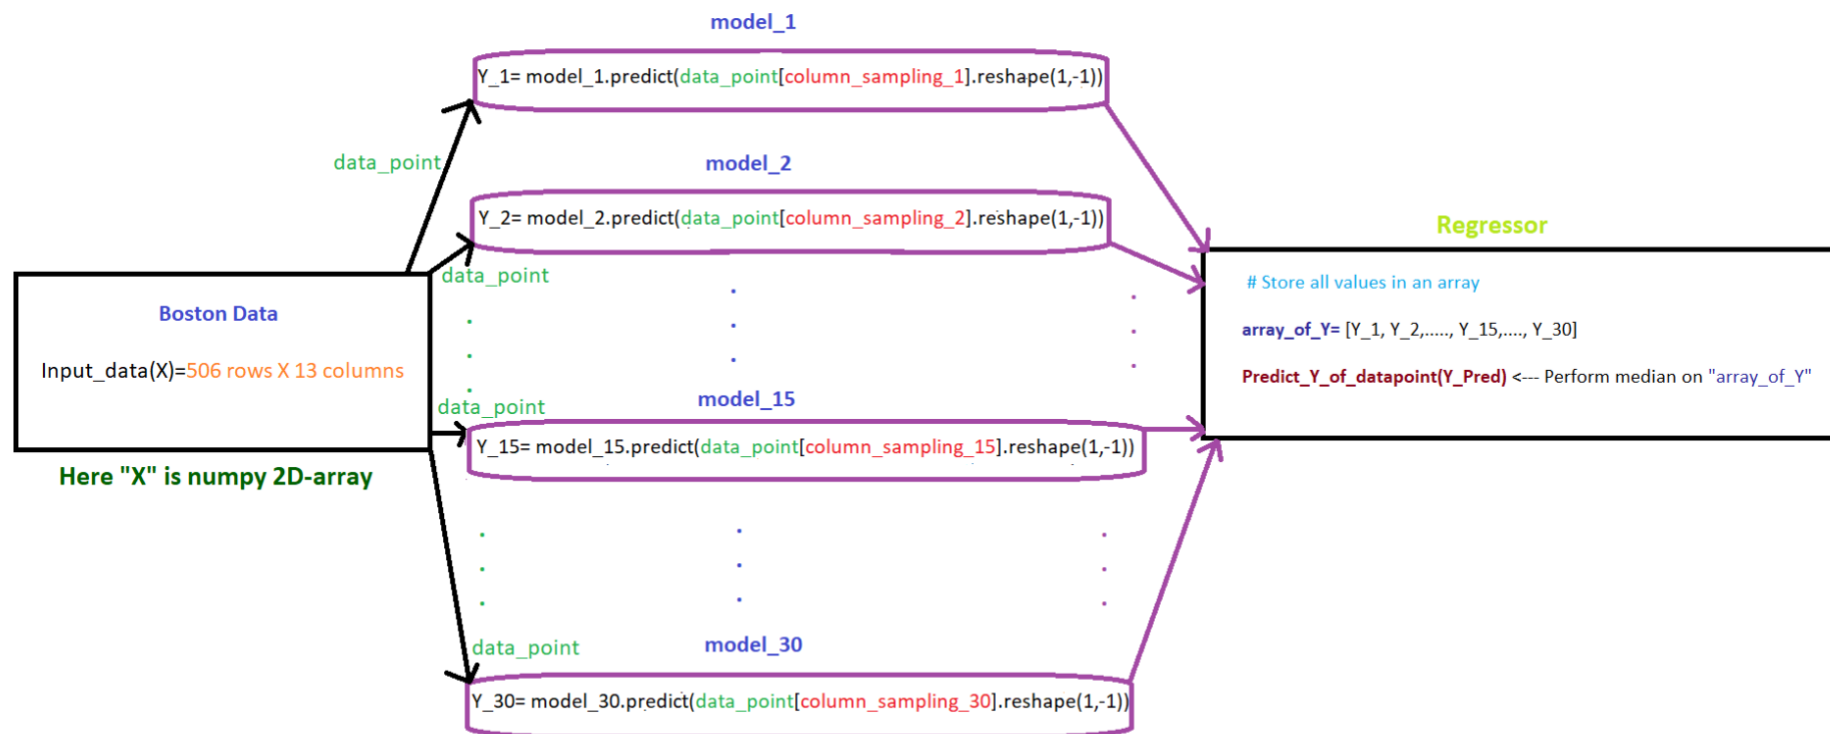 model_1
Y_1= model_1.predict(data_point[column_sampling_1].reshape(1,-1))
data_point
model_2
Y_2= model_2.predict(data_point[column_sampling_2].reshape(1,-1))
data_point
Boston Data
Input_data(X)=506 rows X 13 columns
Here "X" is numpy 2D-array
data_point
model_15
Y_15= model_15.predict(data_point[column_sampling_15].reshape(1,-1))
data_point
model_30
Y_30= model_30.predict(data_point[column_sampling_30].reshape(1,-1))
Regressor
# Store all values in an array
array_of_Y= [Y_1, Y_2,....., Y_15,...., Y_30]
Predict_Y_of_datapoint(Y_Pred) <--- Perform median on "array_of_Y"